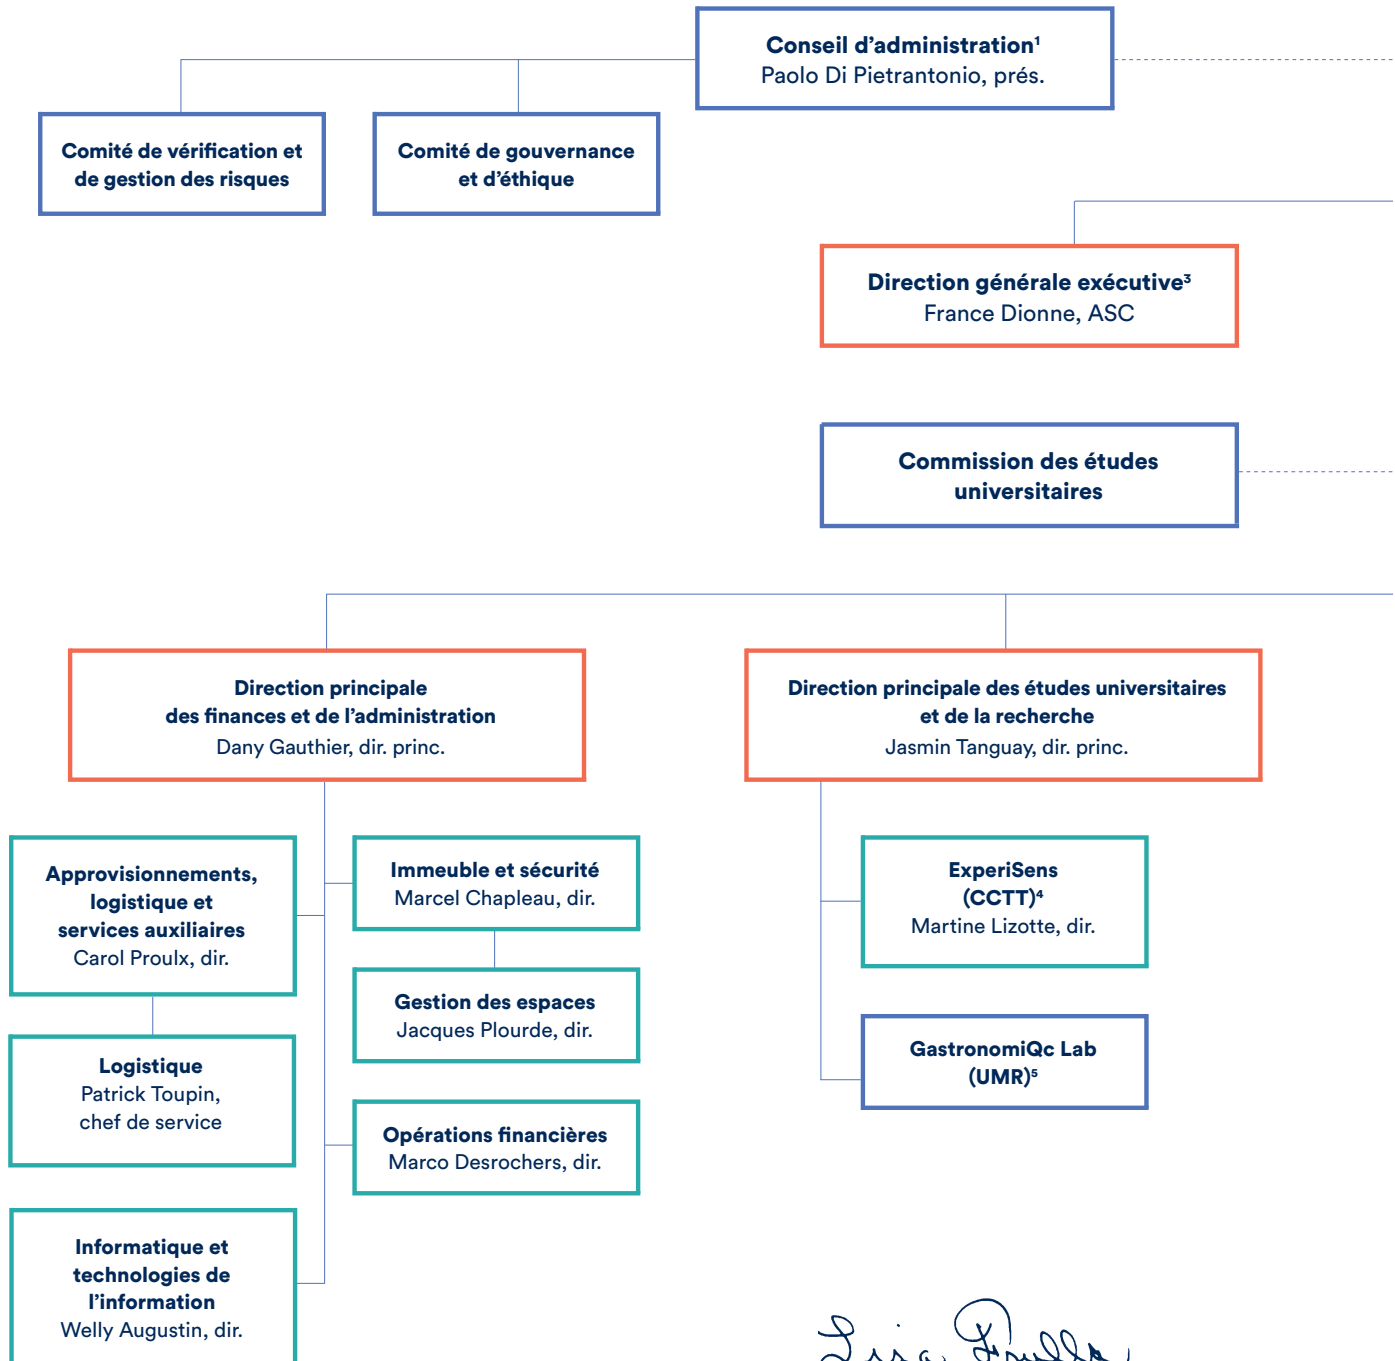 Conseil d’administration¹
Paolo Di Pietrantonio, prés.
Comité de vérification et
de gestion des risques
Comité de gouvernance
et d’éthique
Direction générale exécutive³
France Dionne, ASC
Commission des études
universitaires
Direction principale
des finances et de l’administration
Dany Gauthier, dir. princ.
Direction principale des études universitaires
et de la recherche
Jasmin Tanguay, dir. princ.
Approvisionnements,
logistique et
services auxiliaires
Carol Proulx, dir.
Immeuble et sécurité
Marcel Chapleau, dir.
Gestion des espaces
Jacques Plourde, dir.
Logistique
Patrick Toupin,
chef de service
Opérations financières
Marco Desrochers, dir.
Informatique et
technologies de
l’information
Welly Augustin, dir.
ExperiSens
(CCTT)⁴
Martine Lizotte, dir.
GastronomiQc Lab
(UMR)⁵